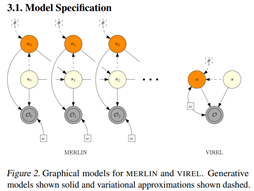 3.1. Model Specification
MERLIN
VIREL
Figure 2. Graphical models for MERLIN and VIREL. Generative
models shown solid and variational approximations shown dashed.